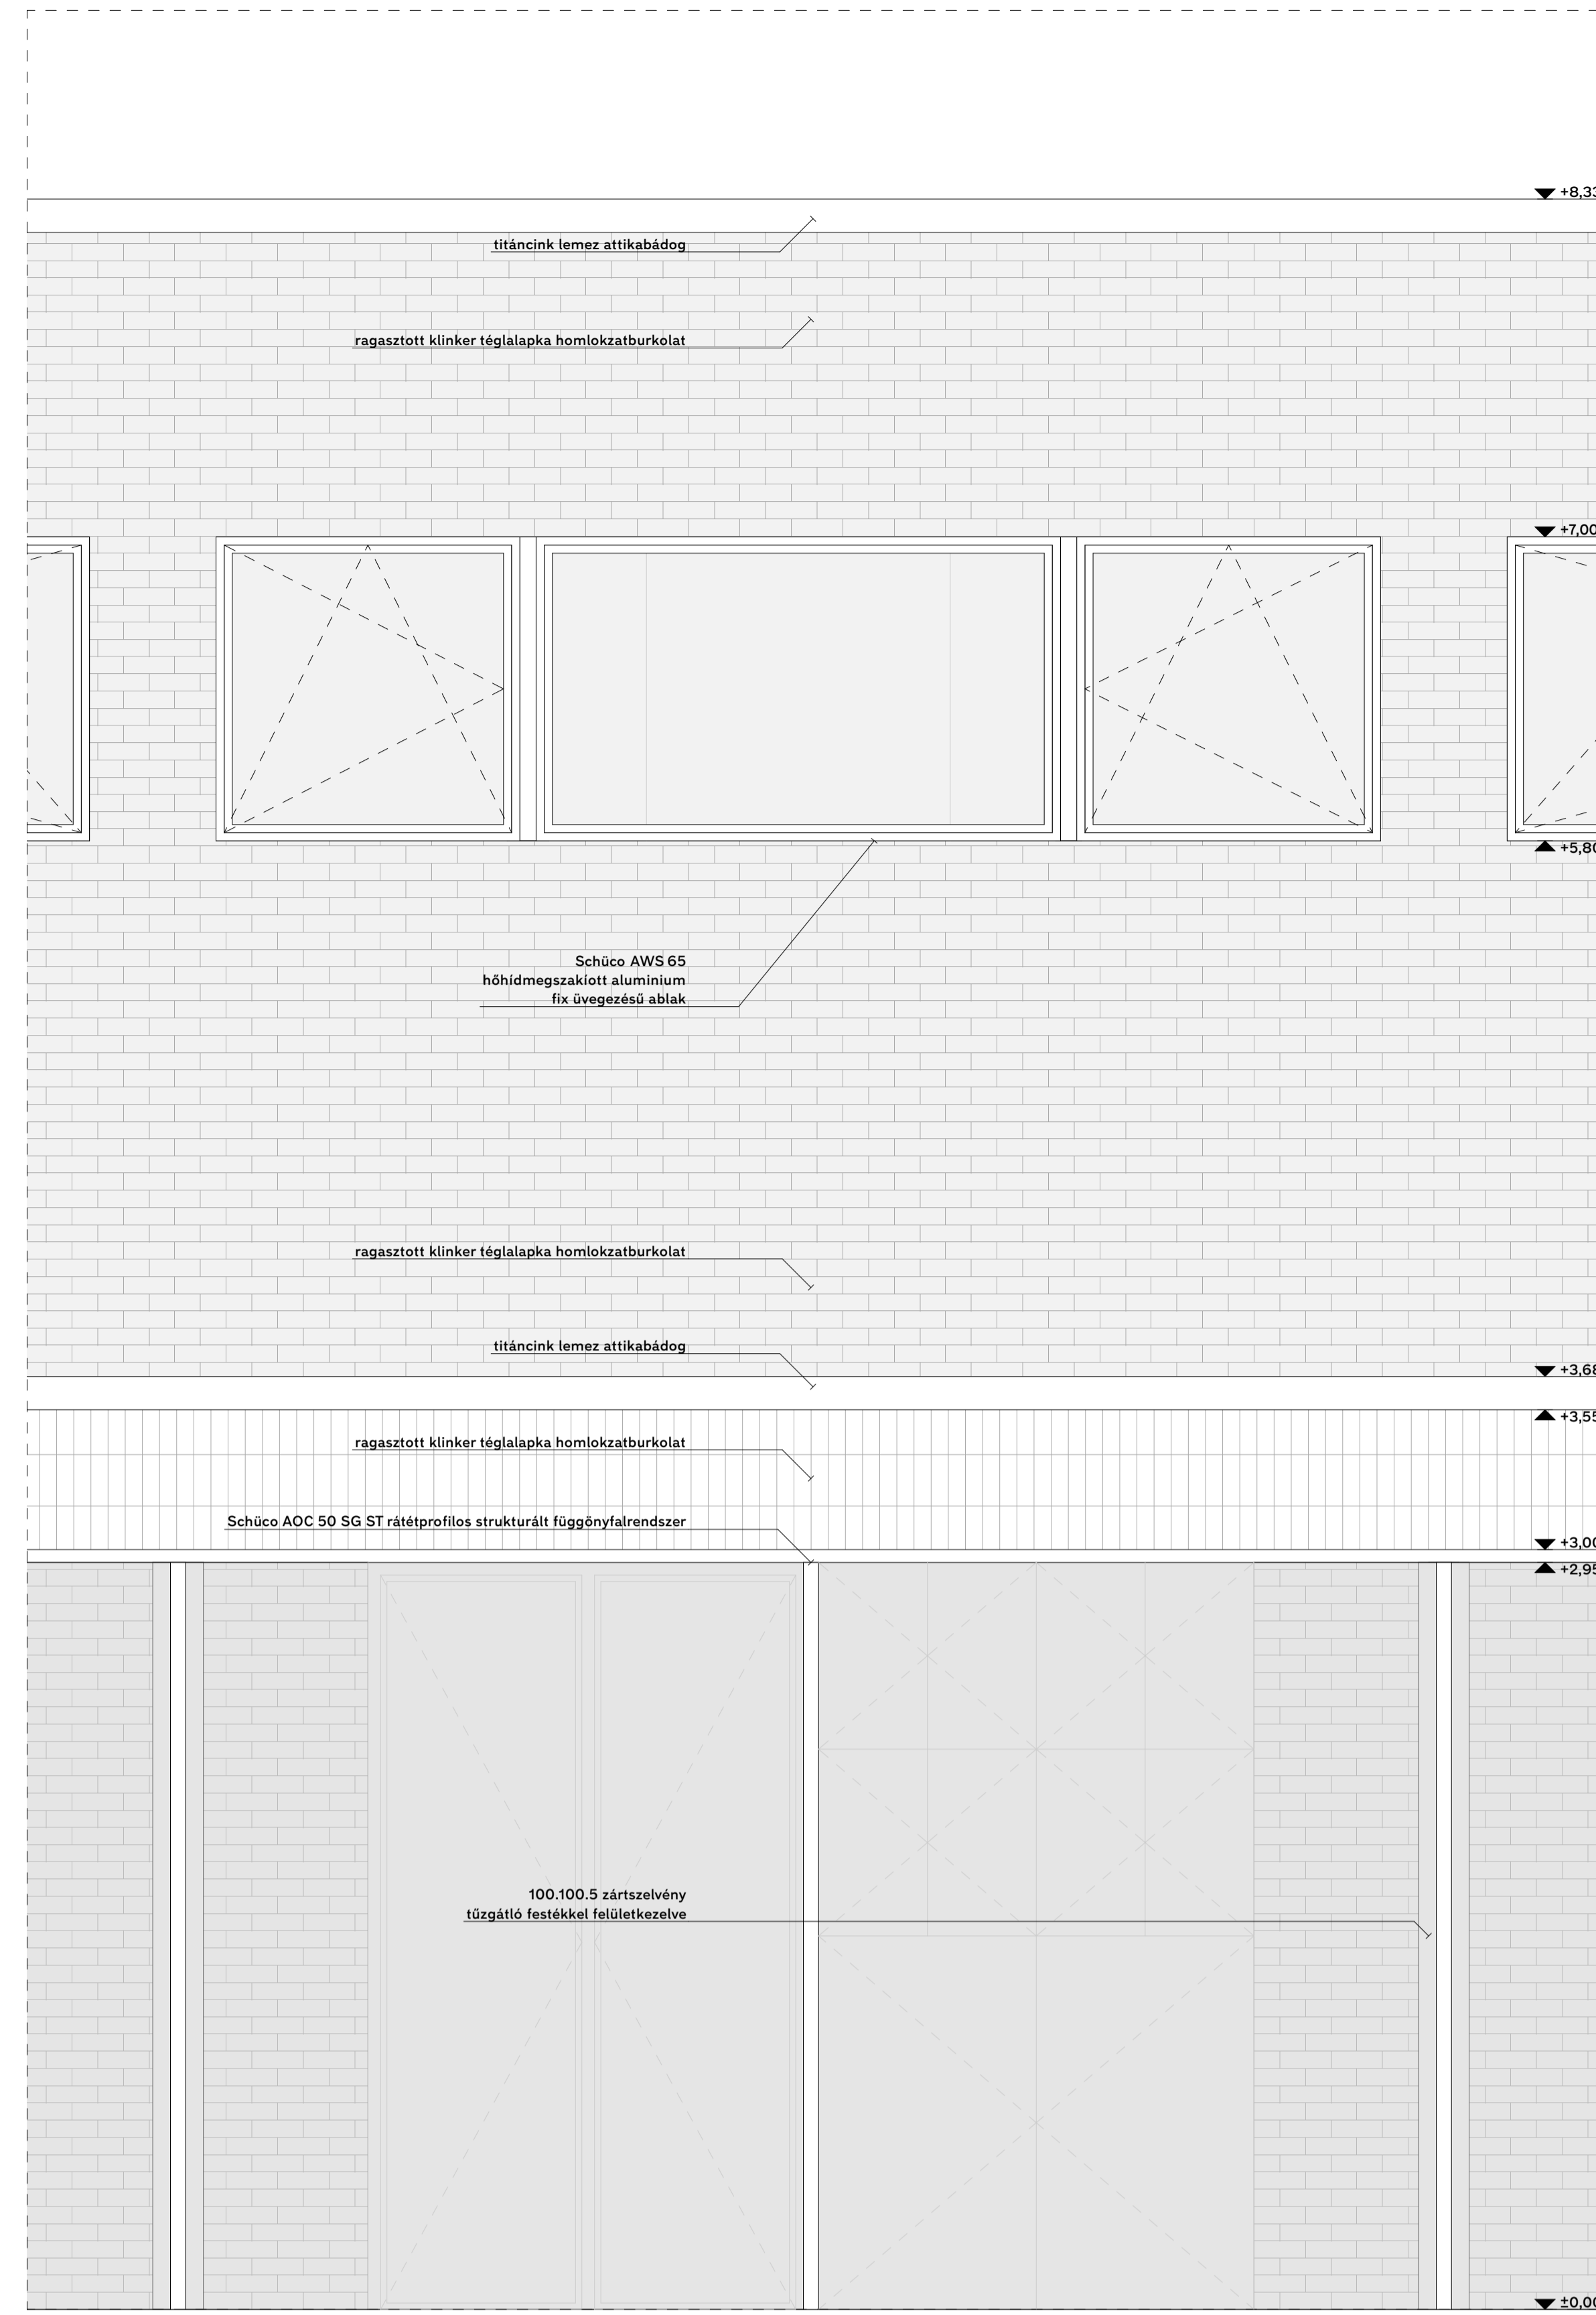 +8,33
titáncink lemez attikabádog
ragasztott klinker téglalapka homlokzatburkolat
+7,00
+5,80
Schüco AWS 65
hőhídmegszakíott aluminium
fix üvegezésű ablak
ragasztott klinker téglalapka homlokzatburkolat
titáncink lemez attikabádog
+3,68
+3,55
ragasztott klinker téglalapka homlokzatburkolat
Schüco AOC 50 SG ST rátétprofilos strukturált függönyfalrendszer
+3,00
+2,95
100.100.5 zártszelvény
tűzgátló festékkel felületkezelve
±0,00